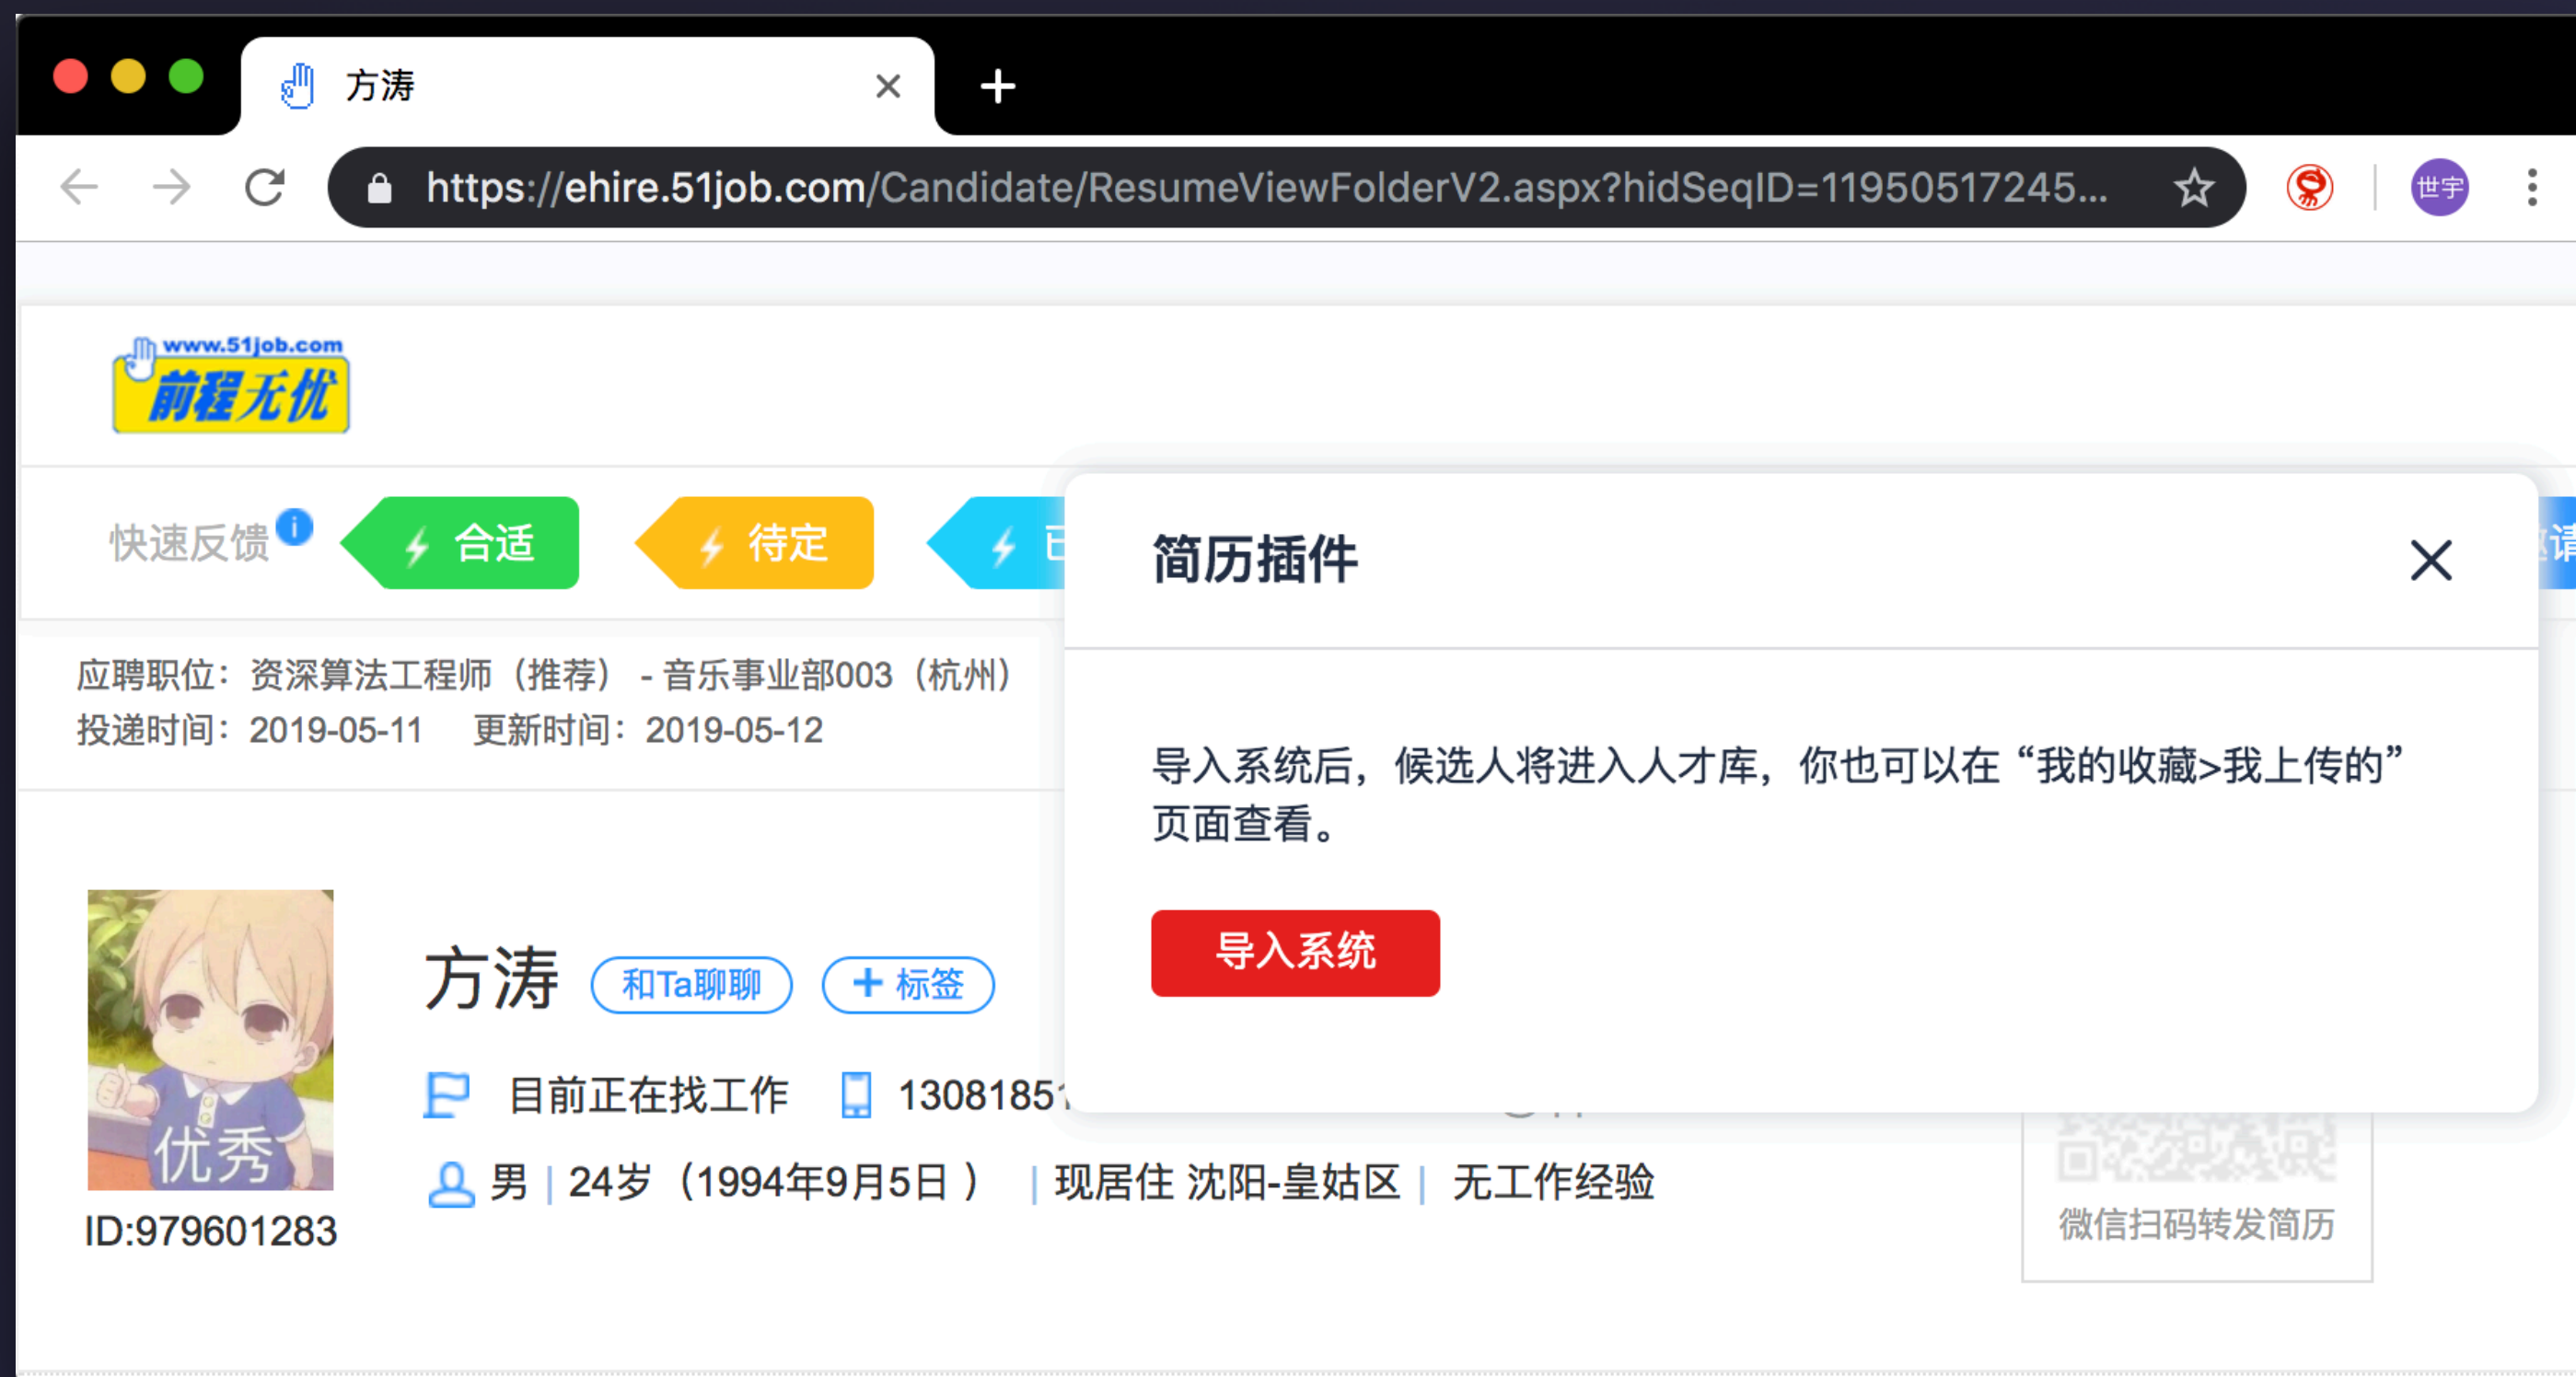 方涛
https://ehire.51job.com/Candidate/ResumeViewFolderV2.aspx?hidSeqID=11950517245...
世宇
www.51job.com
前程无忧
快速反馈
合适
待定
简历插件
应聘职位：资深算法工程师（推荐） - 音乐事业部003（杭州）
投递时间：2019-05-11 更新时间：2019-05-12
导入系统后，候选人将进入人才库，你也可以在 “我的收藏>我上传的”
页面查看。
导入系统
方涛 和Ta聊聊 + 标签
目前正在找工作 13081851
男 | 24岁（1994年9月5日 ） | 现居住 沈阳-皇姑区 | 无工作经验
优秀
ID:979601283
微信扫码转发简历